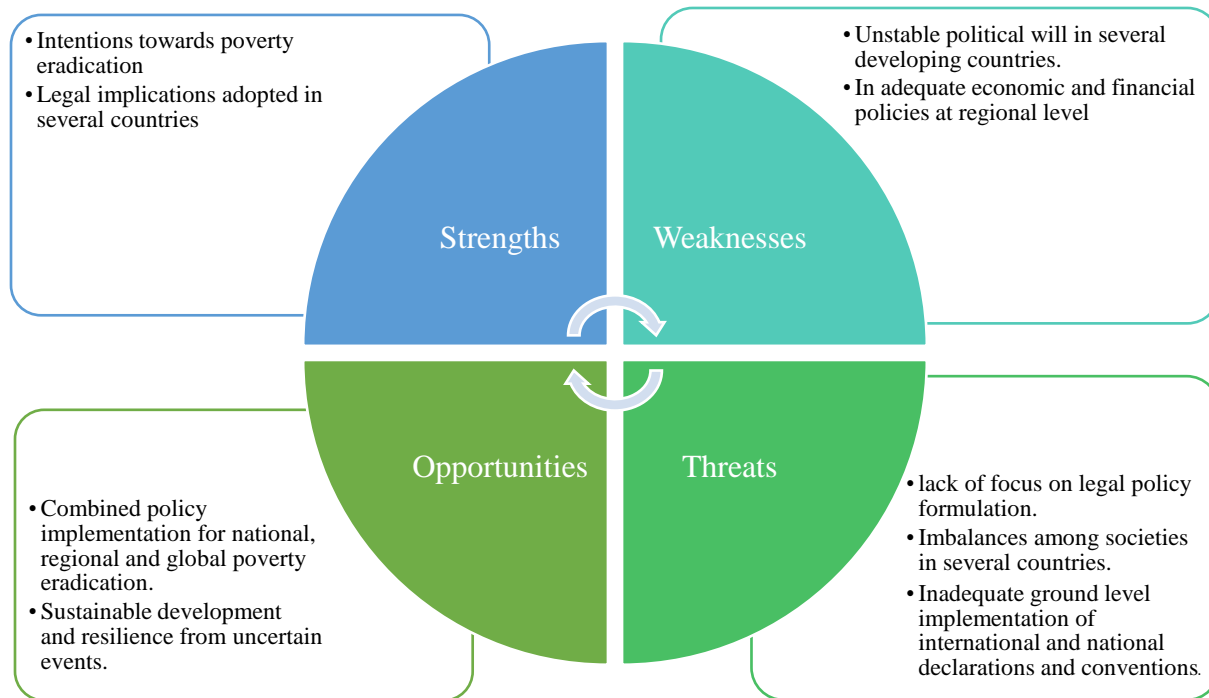 • Intentions towards poverty
eradication
• Legal implications adopted in
several countries
• Unstable political will in several
developing countries.
• In adequate economic and financial
policies at regional level
Strengths
Weaknesses
Opportunities
Threats
• Combined policy
implementation for national,
regional and global poverty
eradication.
• Sustainable development
and resilience from uncertain
events.
• lack of focus on legal policy
formulation.
• Imbalances among societies
in several countries.
• Inadequate ground level
implementation of
international and national
declarations and conventions.